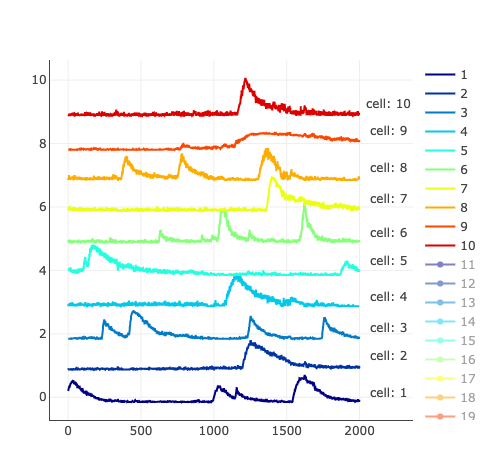 10
8
6
4
2
0
0 500 1000 1500 2000
cell: 10
cell: 9
cell: 8
cell: 7
cell: 6
cell: 5
cell: 4
cell: 3
cell: 2
cell: 1
1
2
3
4
5
6
7
8
9
10
11
12
13
14
15
16
17
18
19